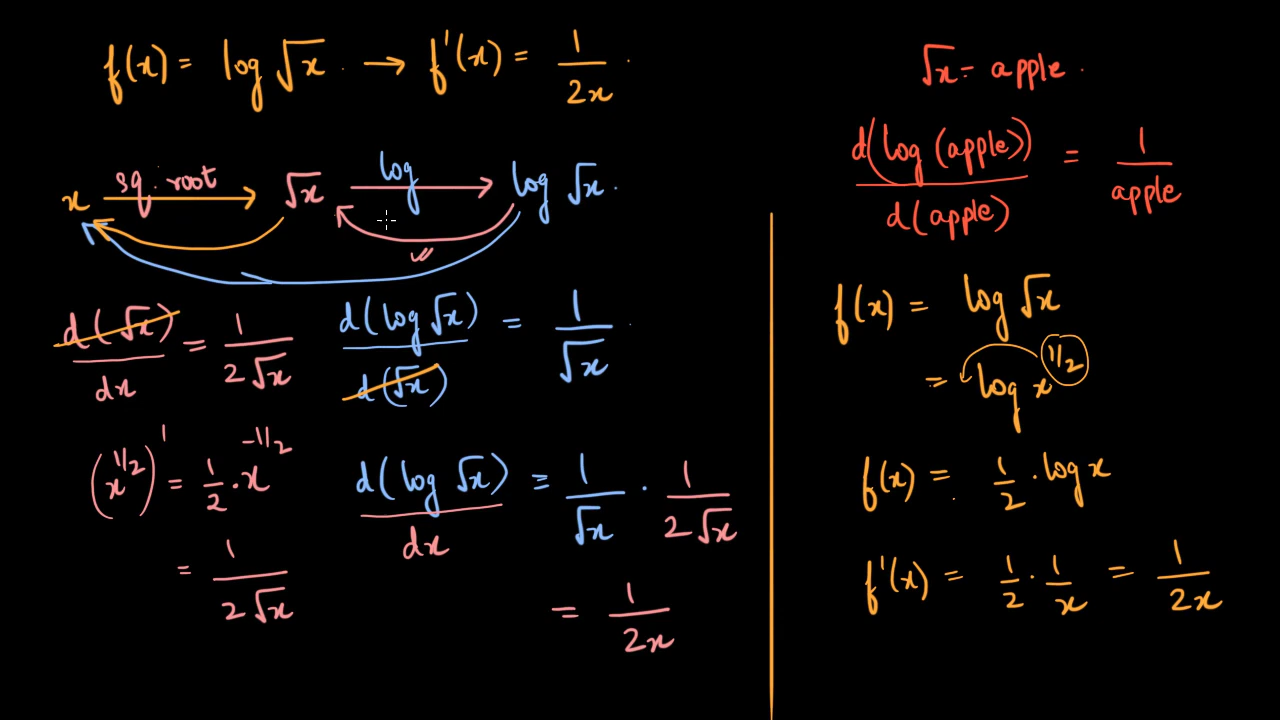 f(x) = log √x . → f'(x) = 1/2x .
x sq. root → √x log → log √x .
d(√x)/dx = 1/2√x
d(log √x)/d(√x) = 1/√x
(x^1/2)' = 1/2 . x^-1/2
= 1/2√x
d(log √x)/dx = 1/√x . 1/2√x
= 1/2x
√x = apple .
d(log (apple))/d(apple) = 1/apple
f(x) = log √x
= log x^1/2
f(x) = 1/2 . log x
f'(x) = 1/2 . 1/x = 1/2x